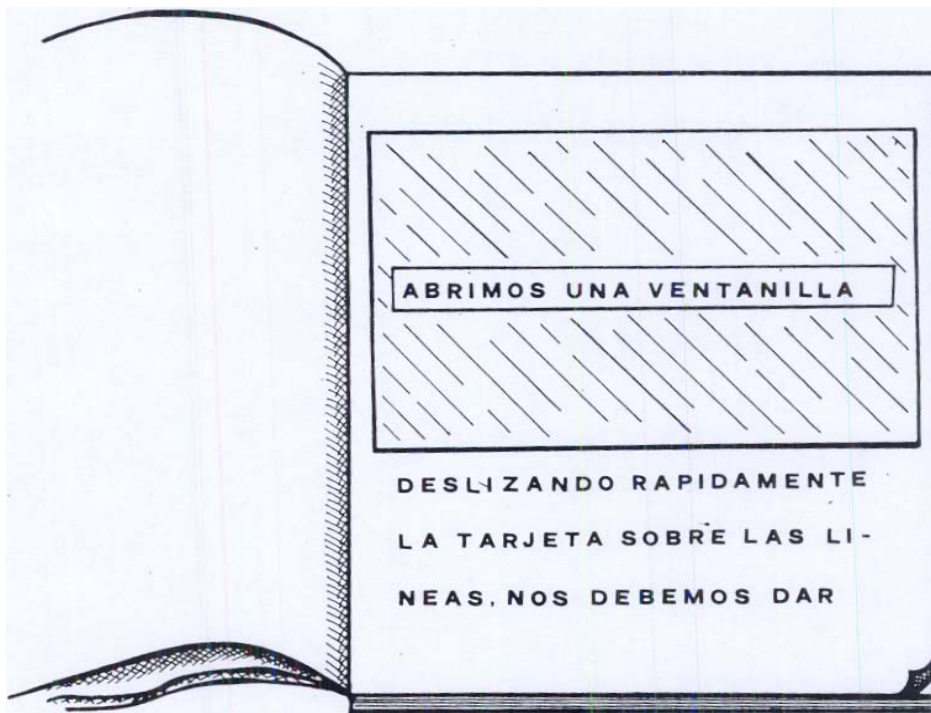 ABRIMOS UNA VENTANILLA
DESLIZANDO RAPIDAMENTE
LA TARJETA SOBRE LAS LI-
NEAS, NOS DEBEMOS DAR